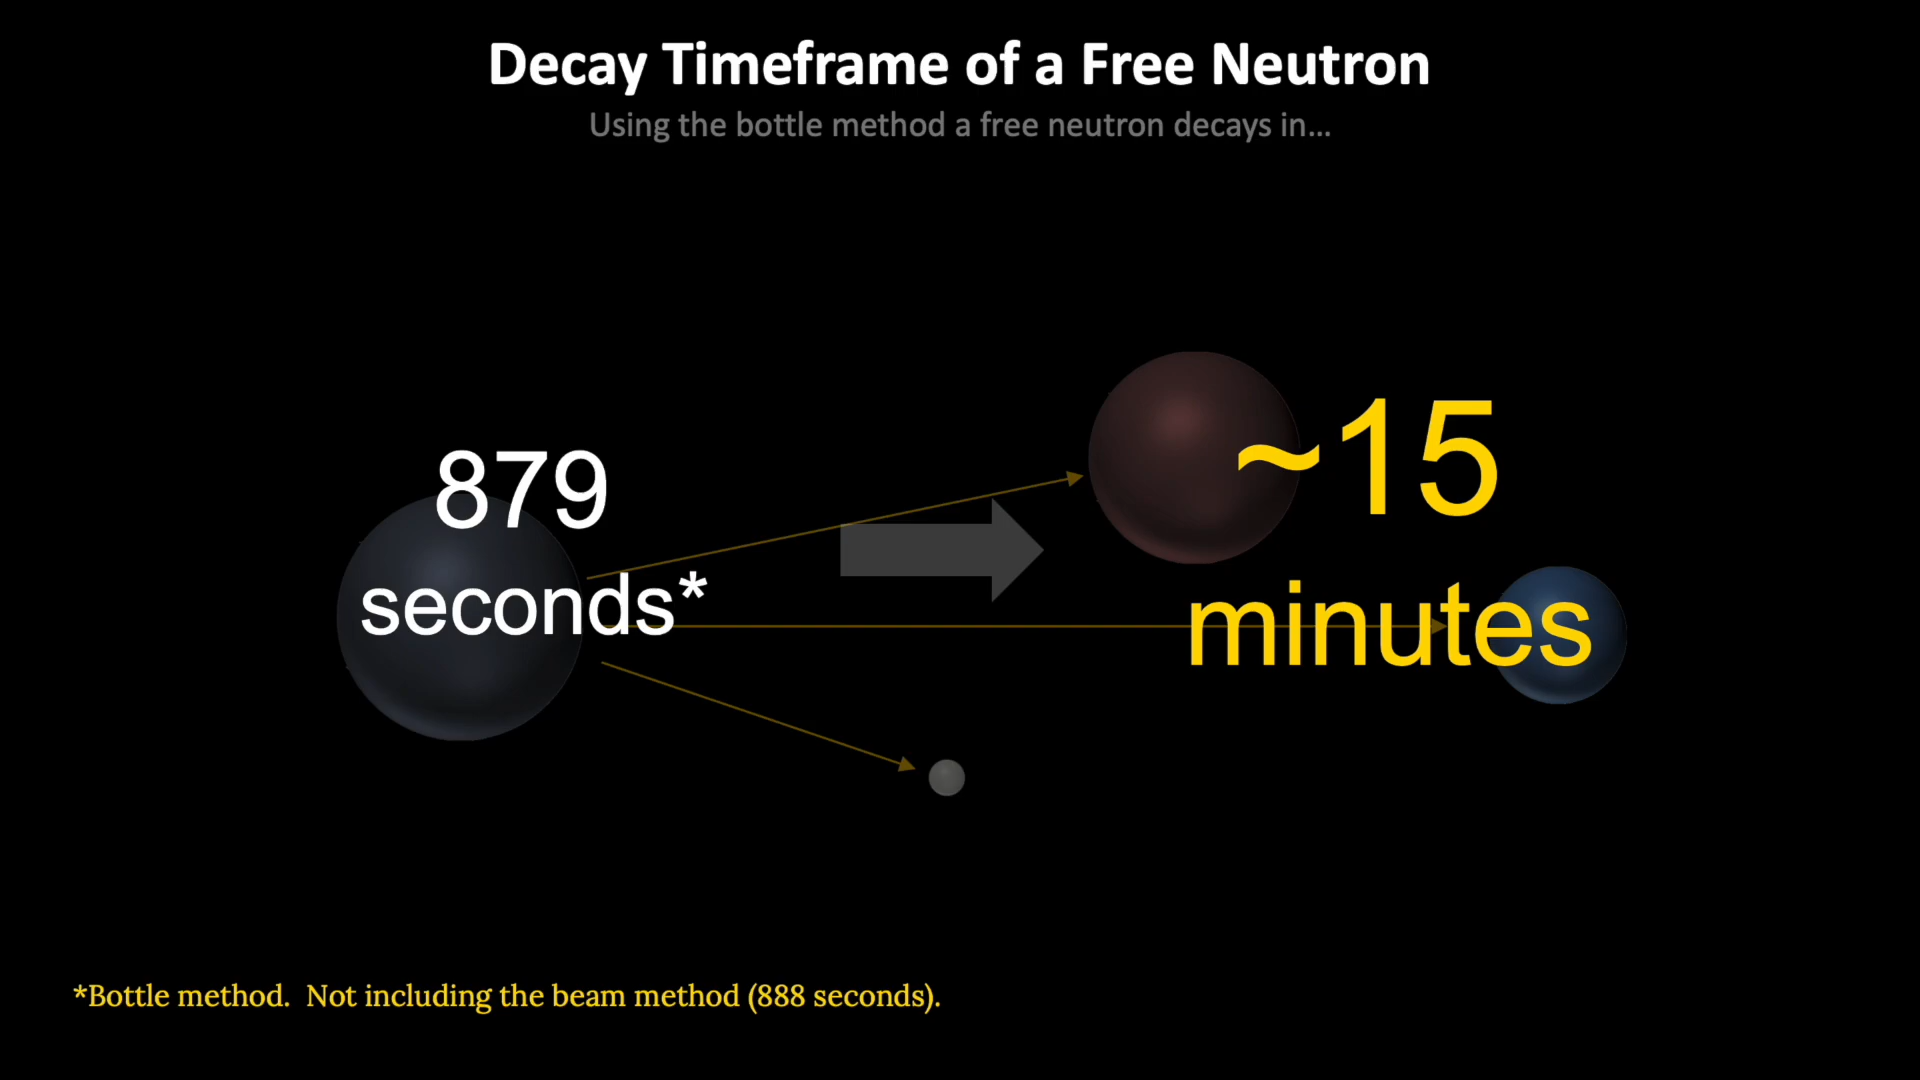 Decay Timeframe of a Free Neutron
Using the bottle method a free neutron decays in...
879
seconds*
~15
minutes
*Bottle method.  Not including the beam method (888 seconds).